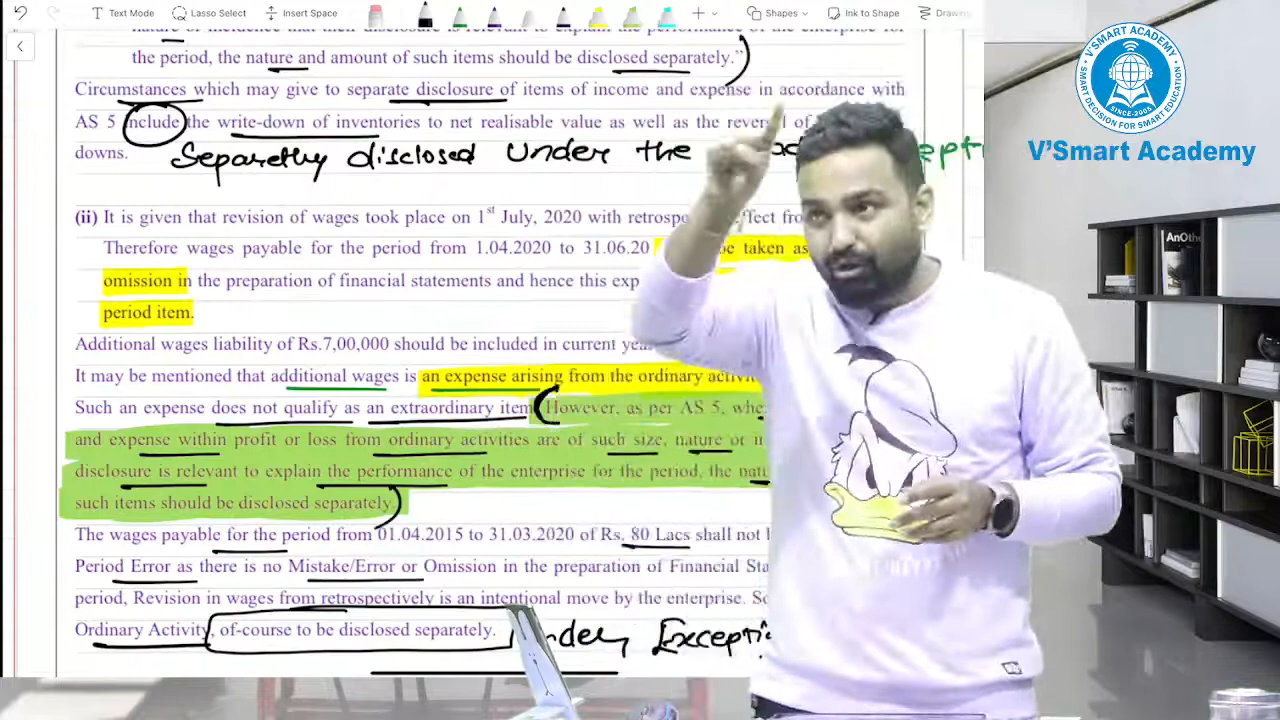 Text Mode Lasso Select Insert Space Shapes Ink to Shape Drawing
the period, the nature and amount of such items should be disclosed separately.”
Circumstances which may give to separate disclosure of items of income and expense in accordance with
AS 5 include the write-down of inventories to net realisable value as well as the of
downs. Separetly disclosed Under the
(ii) It is given that revision of wages took place on 1st July, 2020 with
Therefore wages payable for the period from 1.04.2020 to 31.06.20 be taken as
omission in the preparation of financial statements and hence this
period item.
Additional wages liability of Rs.7,00,000 should be included in current
It may be mentioned that additional wages is an expense arising from the ordinary
Such an expense does not qualify as an extraordinary item. However, as per AS 5,
and expense within profit or loss from ordinary activities are of such size, nature or
disclosure is relevant to explain the performance of the enterprise for the period, the
such items should be disclosed separately
The wages payable for the period from 01.04.2015 to 31.03.2020 of Rs. 80 Lacs shall not
Period Error as there is no Mistake/Error or Omission in the preparation of Financial
period, Revision in wages from retrospectively is an intentional move by the enterprise.
Ordinary Activity, of-course to be disclosed separately.
V'SMART ACADEMY
SMART DECISION FOR SMART EDUCATION
SINCE-2005
V'Smart Academy